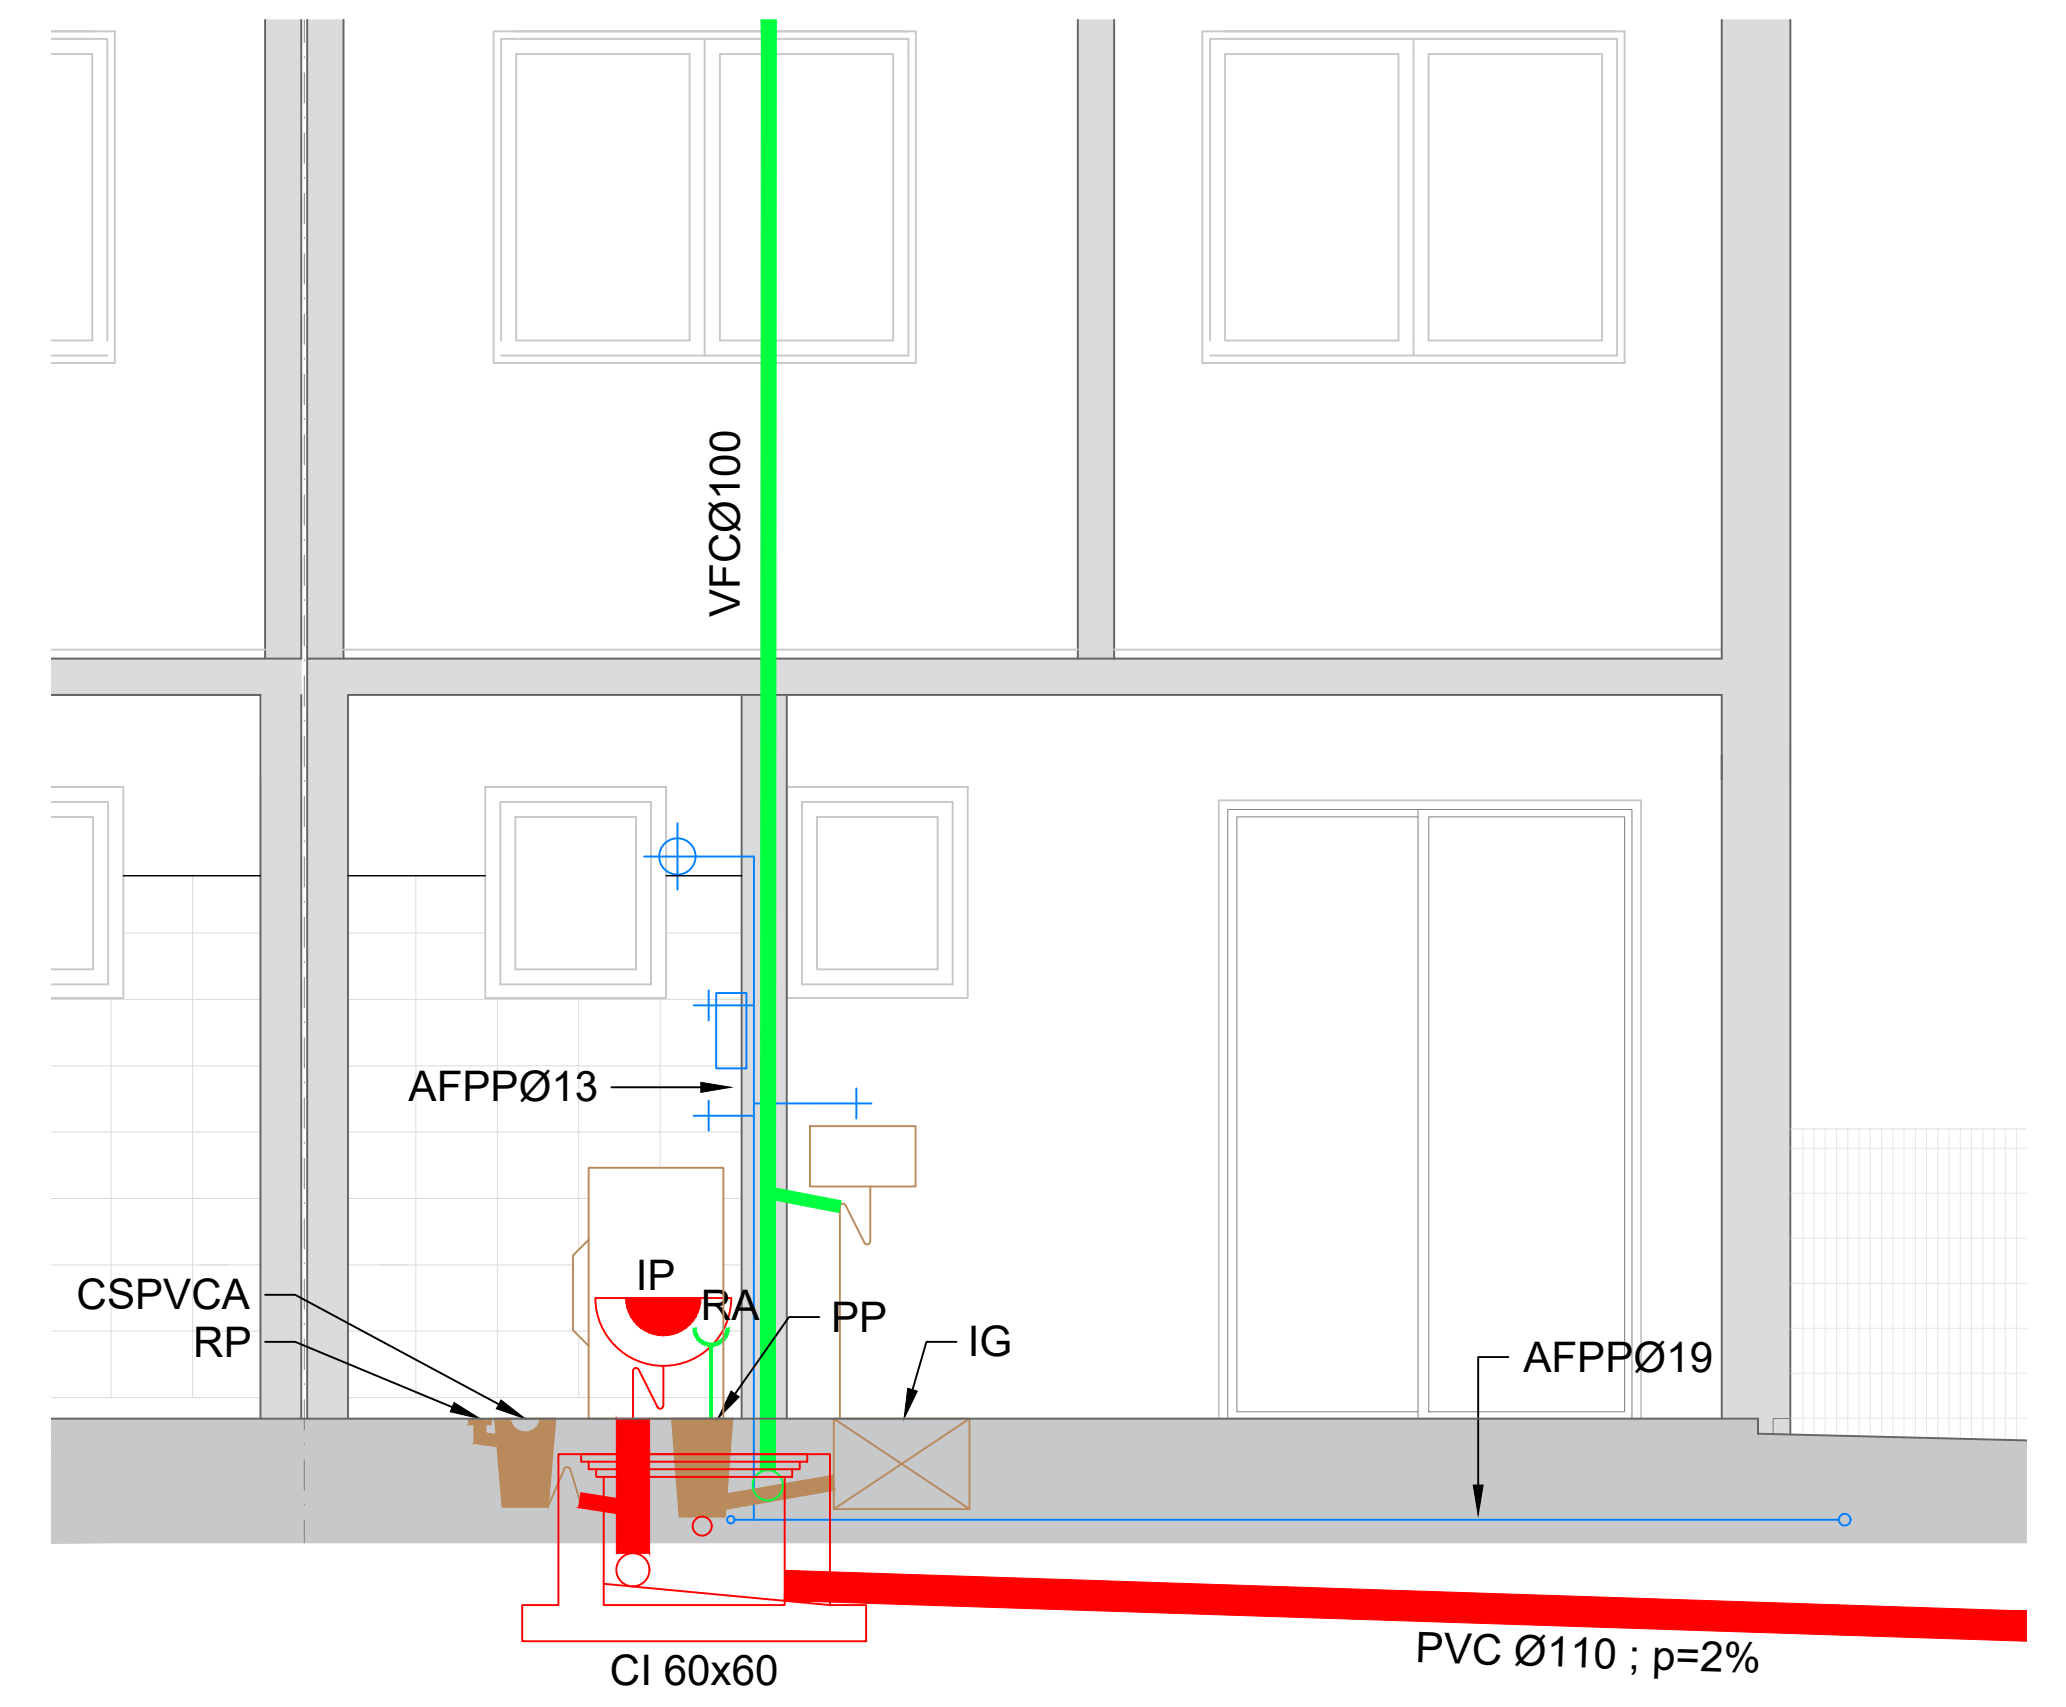 VFCØ100
AFPPØ13
IP
RA
CSPVCA
RP
PP
IG
AFPPØ19
CI 60x60
PVC Ø110 ; p=2%